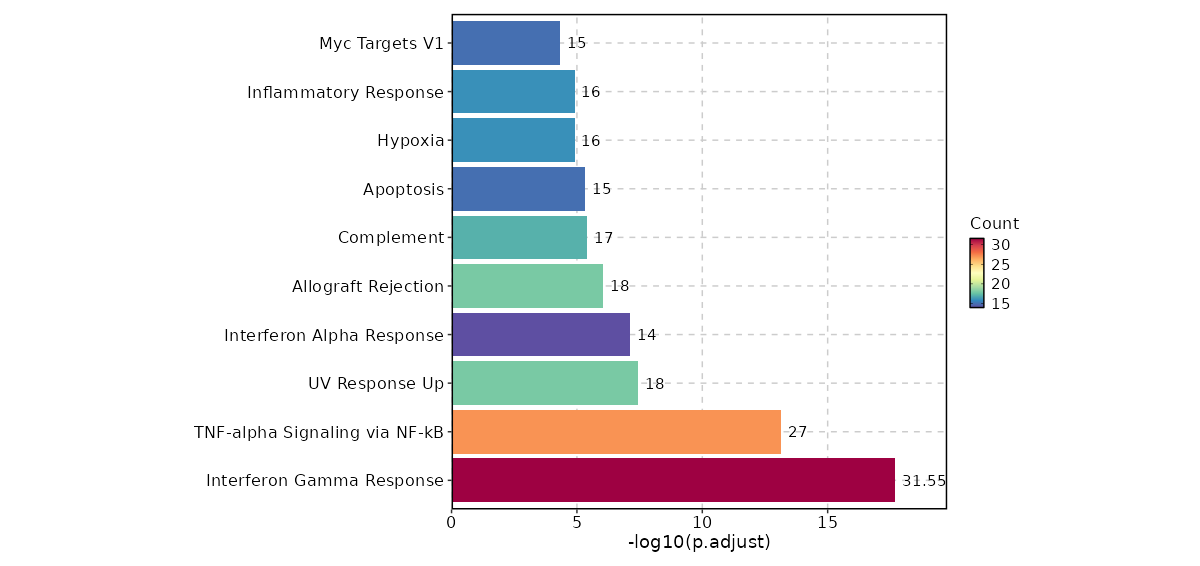 Myc Targets V1 15
Inflammatory Response 16
Hypoxia 16
Apoptosis 15
Complement 17
Allograft Rejection 18
Interferon Alpha Response 14
UV Response Up 18
TNF-alpha Signaling via NF-kB 27
Interferon Gamma Response 31.55
0 5 10 15
-log10(p.adjust)
Count
30
25
20
15